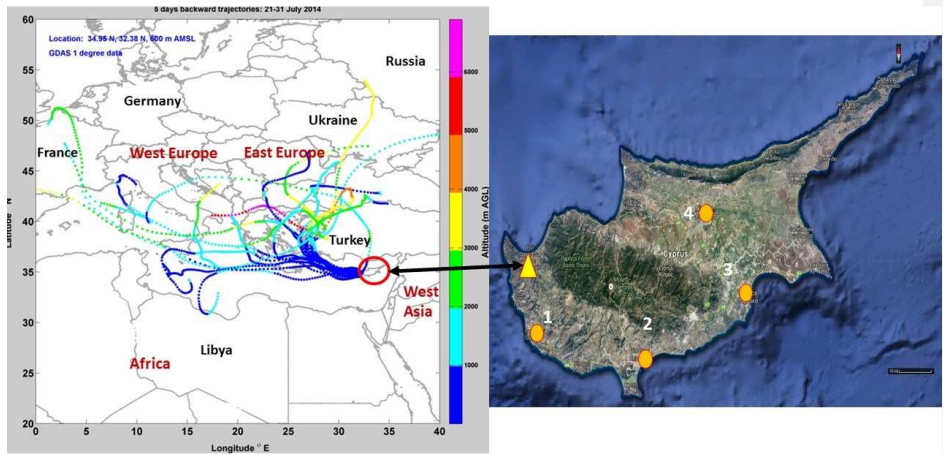 5 days backward trajectories: 21-31 July 2014
Location: 34.95 N, 32.38 N, 600 m AMSL
GDAS 1 degree data
Russia
Germany
Ukraine
France
West Europe
East Europe
Turkey
West
Asia
Libya
Africa
60
55
50
45
40
35
30
25
20
0
5
10
15
20
25
30
35
40
Longitude ° E
Latitude ° N
6000
5000
4000
3000
2000
1000
Altitude (m AGL)
Cyprus
1
2
3
4